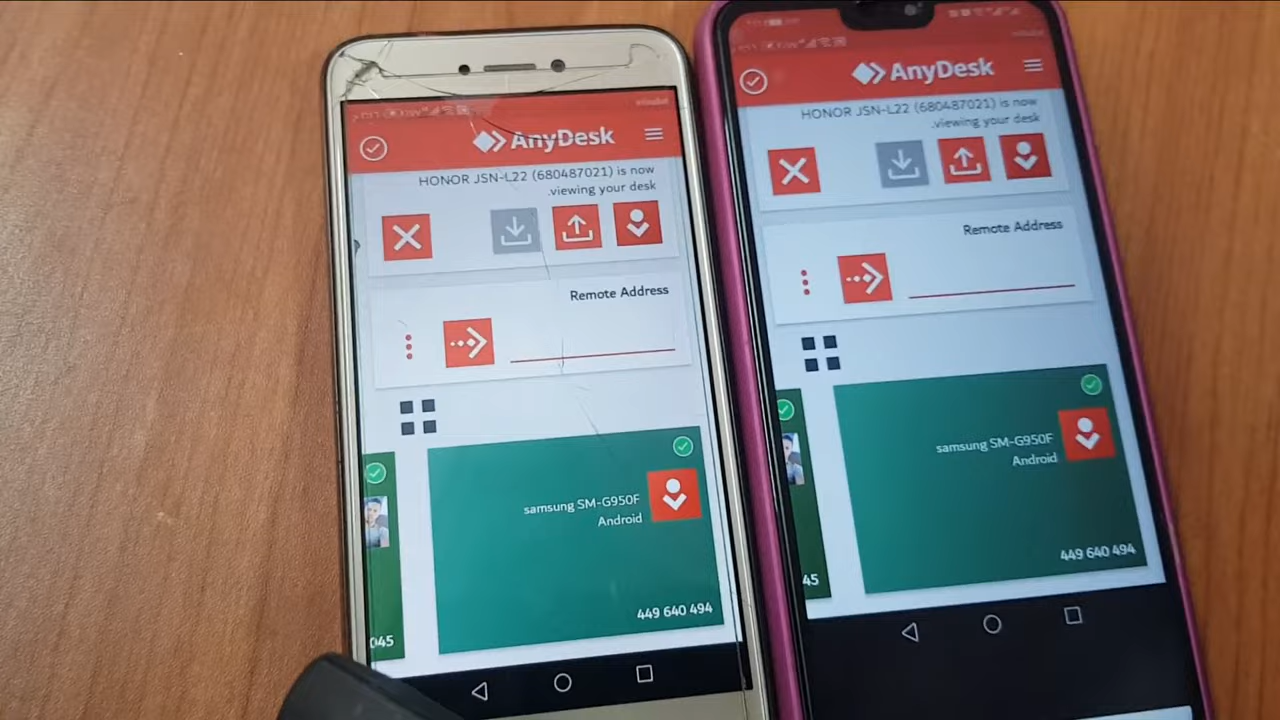 AnyDesk
HONOR JSN-L22 (680487021) is now
.viewing your desk
Remote Address
samsung SM-G950F
Android
449 640 494
045
AnyDesk
HONOR JSN-L22 (680487021) is now
.viewing your desk
Remote Address
samsung SM-G950F
Android
449 640 494
45